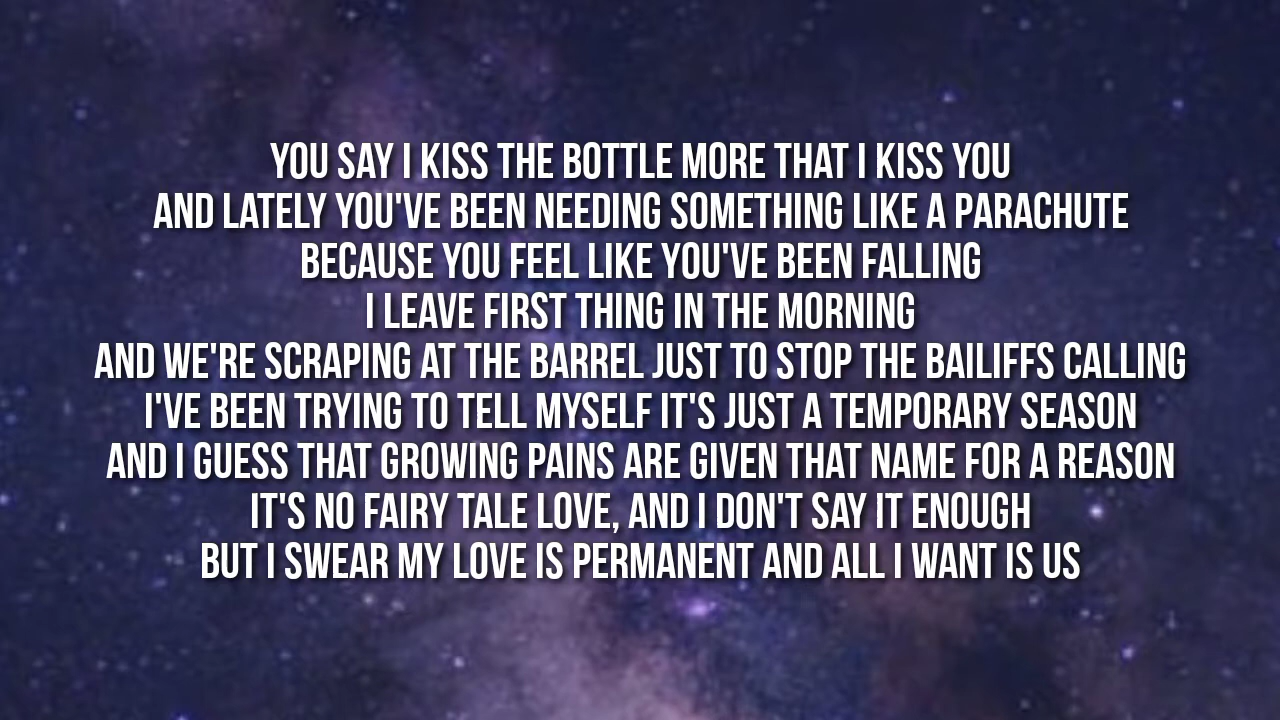 YOU SAY I KISS THE BOTTLE MORE THAT I KISS YOU
AND LATELY YOU'VE BEEN NEEDING SOMETHING LIKE A PARACHUTE
BECAUSE YOU FEEL LIKE YOU'VE BEEN FALLING
I LEAVE FIRST THING IN THE MORNING
AND WE'RE SCRAPING AT THE BARREL JUST TO STOP THE BAILIFFS CALLING
I'VE BEEN TRYING TO TELL MYSELF IT'S JUST A TEMPORARY SEASON
AND I GUESS THAT GROWING PAINS ARE GIVEN THAT NAME FOR A REASON
IT'S NO FAIRY TALE LOVE, AND I DON'T SAY IT ENOUGH
BUT I SWEAR MY LOVE IS PERMANENT AND ALL I WANT IS US